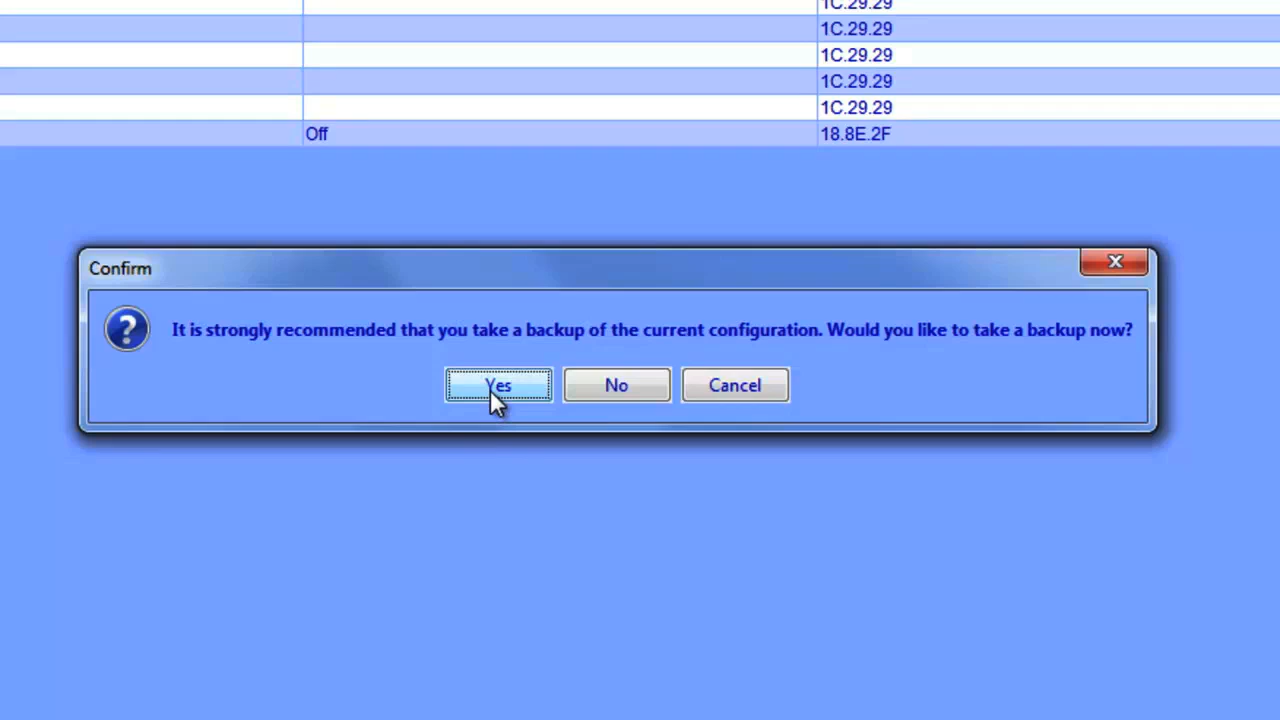 1C.29.29
1C.29.29
1C.29.29
1C.29.29
1C.29.29
Off 18.8E.2F
Confirm
It is strongly recommended that you take a backup of the current configuration. Would you like to take a backup now?
Yes No Cancel